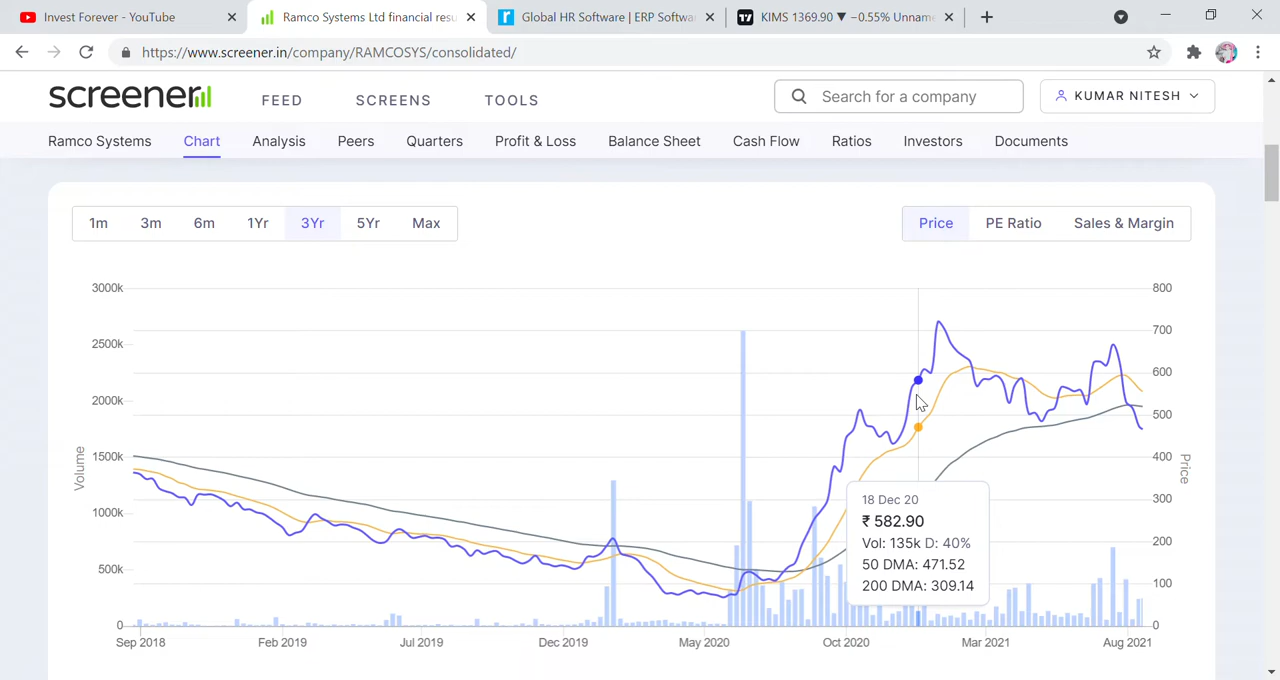 Invest Forever - YouTube
Ramco Systems Ltd financial resu
Global HR Software | ERP Softwa
KIMS 1369.90 ▼ −0.55% Unnam
https://www.screener.in/company/RAMCOSYS/consolidated/
screener
FEED
SCREENS
TOOLS
Search for a company
KUMAR NITESH
Ramco Systems
Chart
Analysis
Peers
Quarters
Profit & Loss
Balance Sheet
Cash Flow
Ratios
Investors
Documents
1m
3m
6m
1Yr
3Yr
5Yr
Max
Price
PE Ratio
Sales & Margin
3000k
2500k
2000k
1500k
1000k
500k
0
Volume
800
700
600
500
400
300
200
100
0
Price
18 Dec 20
₹ 582.90
Vol: 135k D: 40%
50 DMA: 471.52
200 DMA: 309.14
Sep 2018
Feb 2019
Jul 2019
Dec 2019
May 2020
Oct 2020
Mar 2021
Aug 2021